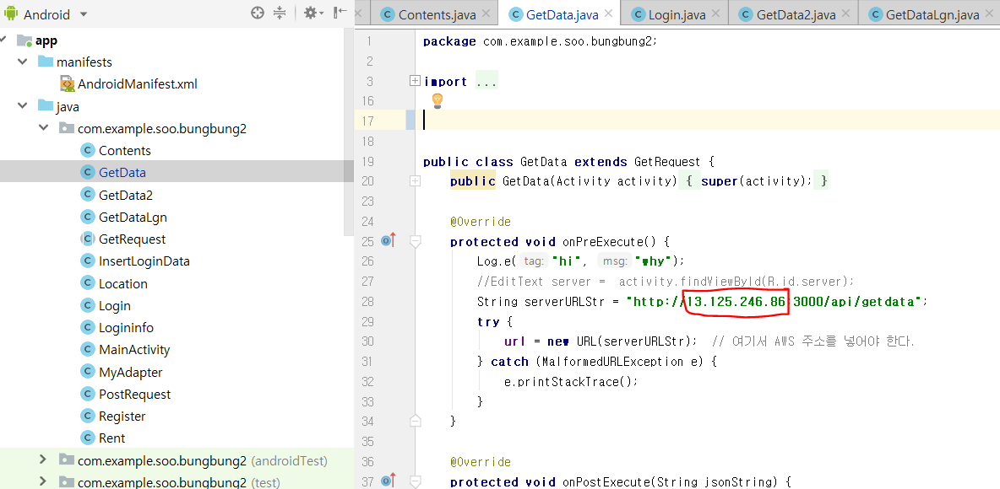 Android
app
manifests
AndroidManifest.xml
java
com.example.soo.bungbung2
Contents
GetData
GetData2
GetDataLgn
GetRequest
InsertLoginData
Location
Login
Logininfo
MainActivity
MyAdapter
PostRequest
Register
Rent
com.example.soo.bungbung2 (androidTest)
com.example.soo.bungbung2 (test)
Contents.java GetData.java Login.java GetData2.java GetDataLgn.java
1 package com.example.soo.bungbung2;
2
3 import ...
16
17
18
19 public class GetData extends GetRequest {
20 public GetData(Activity activity) { super(activity); }
23
24 @Override
25 protected void onPreExecute() {
26 Log.e( tag: "hi", msg: "why");
27 //EditText server = activity.findViewById(R.id.server);
28 String serverURLStr = "http://13.125.246.86:3000/api/getdata";
29 try {
30 url = new URL(serverURLStr); // 여기서 AWS 주소를 넣어야 한다.
31 } catch (MalformedURLException e) {
32 e.printStackTrace();
33 }
34 }
35
36 @Override
37 protected void onPostExecute(String jsonString) {